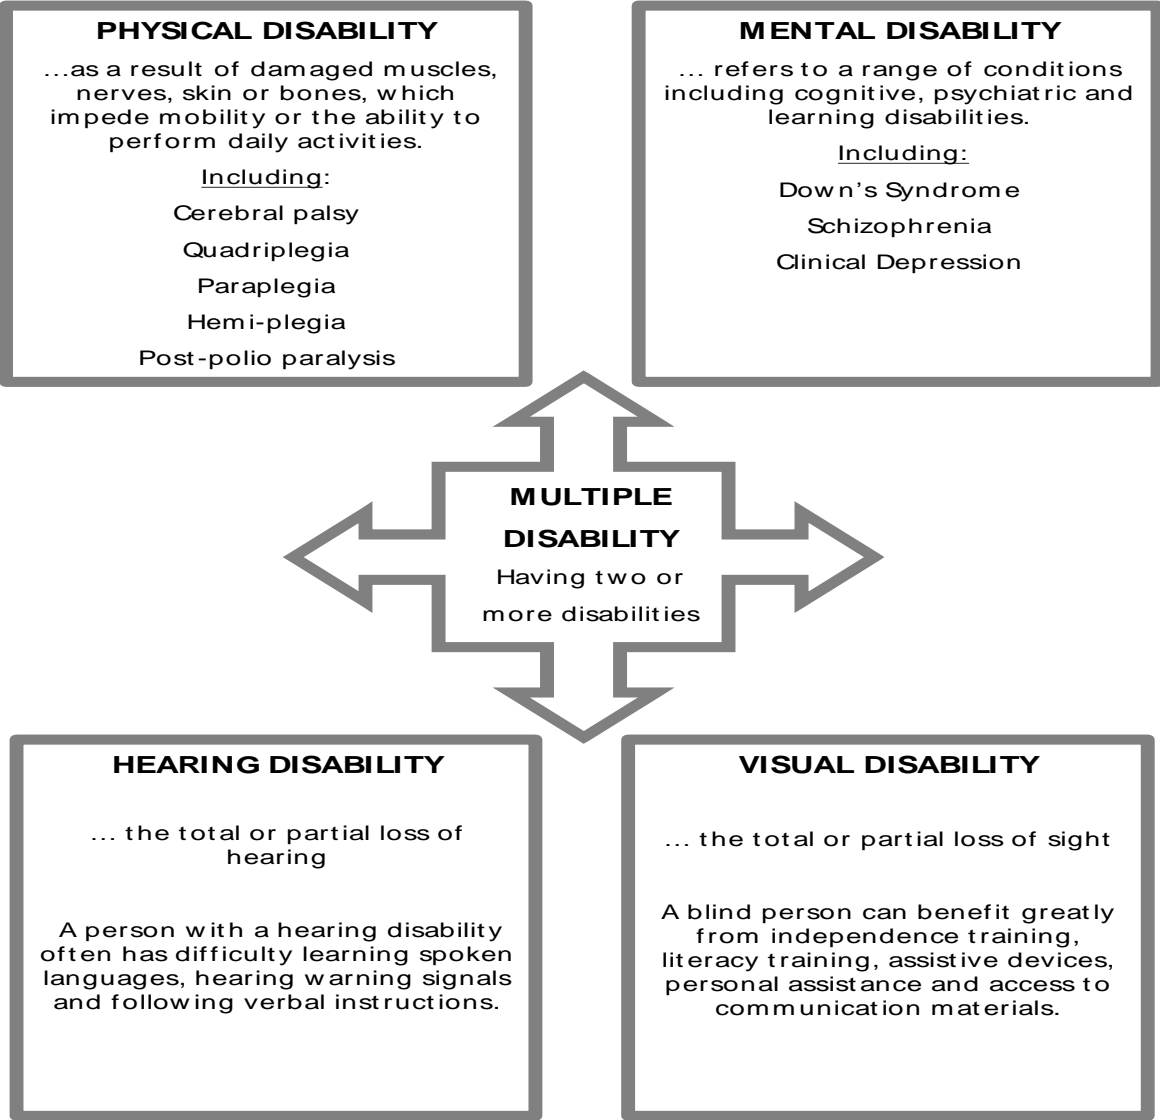 PHYSICAL DISABILITY
…as a result of damaged muscles,
nerves, skin or bones, which
impede mobility or the ability to
perform daily activities.
Including:
Cerebral palsy
Quadriplegia
Paraplegia
Hemi-plegia
Post-polio paralysis
MENTAL DISABILITY
… refers to a range of conditions
including cognitive, psychiatric and
learning disabilities.
Including:
Down’s Syndrome
Schizophrenia
Clinical Depression
MULTIPLE
DISABILITY
Having two or
more disabilities
HEARING DISABILITY
… the total or partial loss of
hearing
A person with a hearing disability
often has difficulty learning spoken
languages, hearing warning signals
and following verbal instructions.
VISUAL DISABILITY
… the total or partial loss of sight
A blind person can benefit greatly
from independence training,
literacy training, assistive devices,
personal assistance and access to
communication materials.